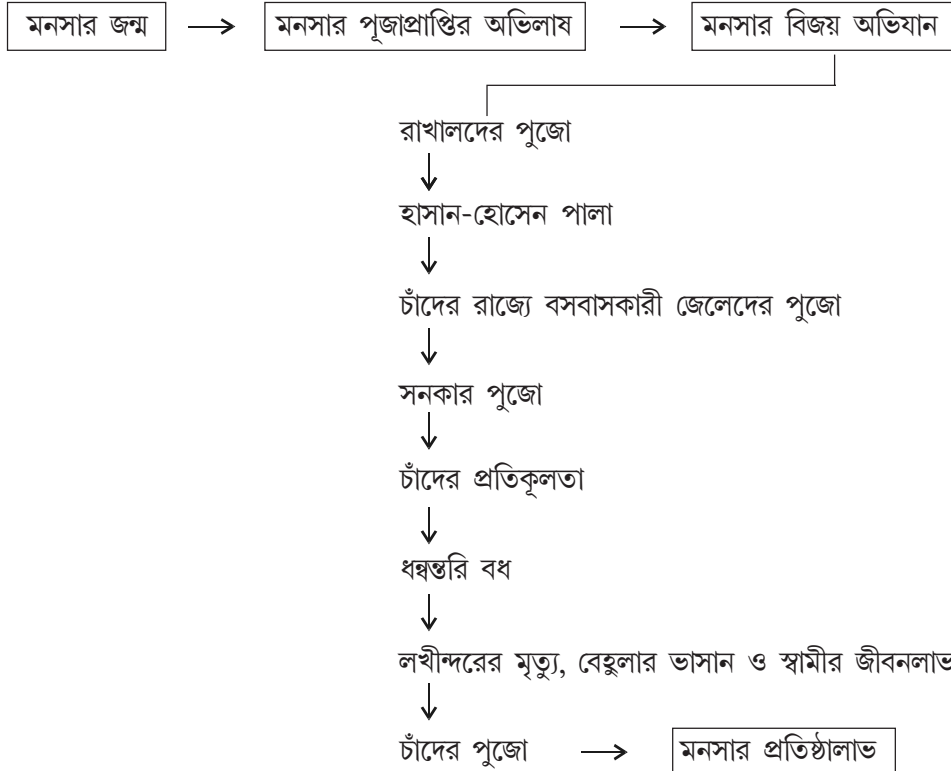 মনসার জন্ম → মনসার পূজাপ্রাপ্তির অভিলাষ → মনসার বিজয় অভিযান
রাখালদের পুজো
হাসান-হোসেন পালা
চাঁদের রাজ্যে বসবাসকারী জেলেদের পুজো
সনকার পুজো
চাঁদের প্রতিকূলতা
ধন্বন্তরি বধ
লখীন্দরের মৃত্যু, বেহুলার ভাসান ও স্বামীর জীবনলাভ
চাঁদের পুজো → মনসার প্রতিষ্ঠালাভ